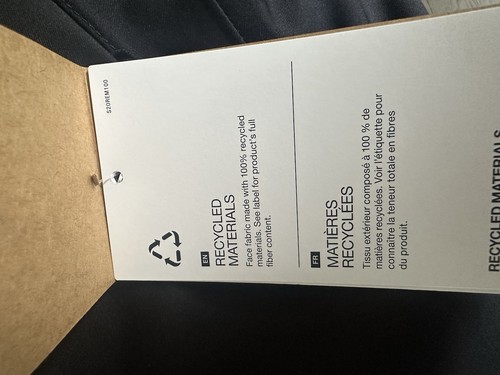 S20REM100
EN
RECYCLED
MATERIALS
Face fabric made with 100% recycled
materials. See label for product's full
fiber content.
FR
MATIÈRES
RECYCLÉES
Tissu extérieur composé à 100 % de
matières recyclées. Voir l'étiquette pour
connaître la teneur totale en fibres
du produit.
RECYCLED MATERIALS